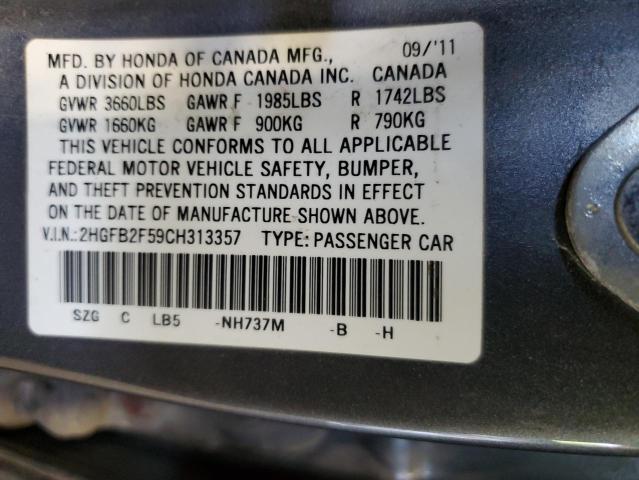 MFD. BY HONDA OF CANADA MFG., 09/'11
A DIVISION OF HONDA CANADA INC. CANADA
GVWR 3660LBS GAWR F 1985LBS R 1742LBS
GVWR 1660KG GAWR F 900KG R 790KG
THIS VEHICLE CONFORMS TO ALL APPLICABLE
FEDERAL MOTOR VEHICLE SAFETY, BUMPER,
AND THEFT PREVENTION STANDARDS IN EFFECT
ON THE DATE OF MANUFACTURE SHOWN ABOVE.
V.I.N.: 2HGFB2F59CH313357 TYPE: PASSENGER CAR
SZG C LB5 -NH737M -B -H